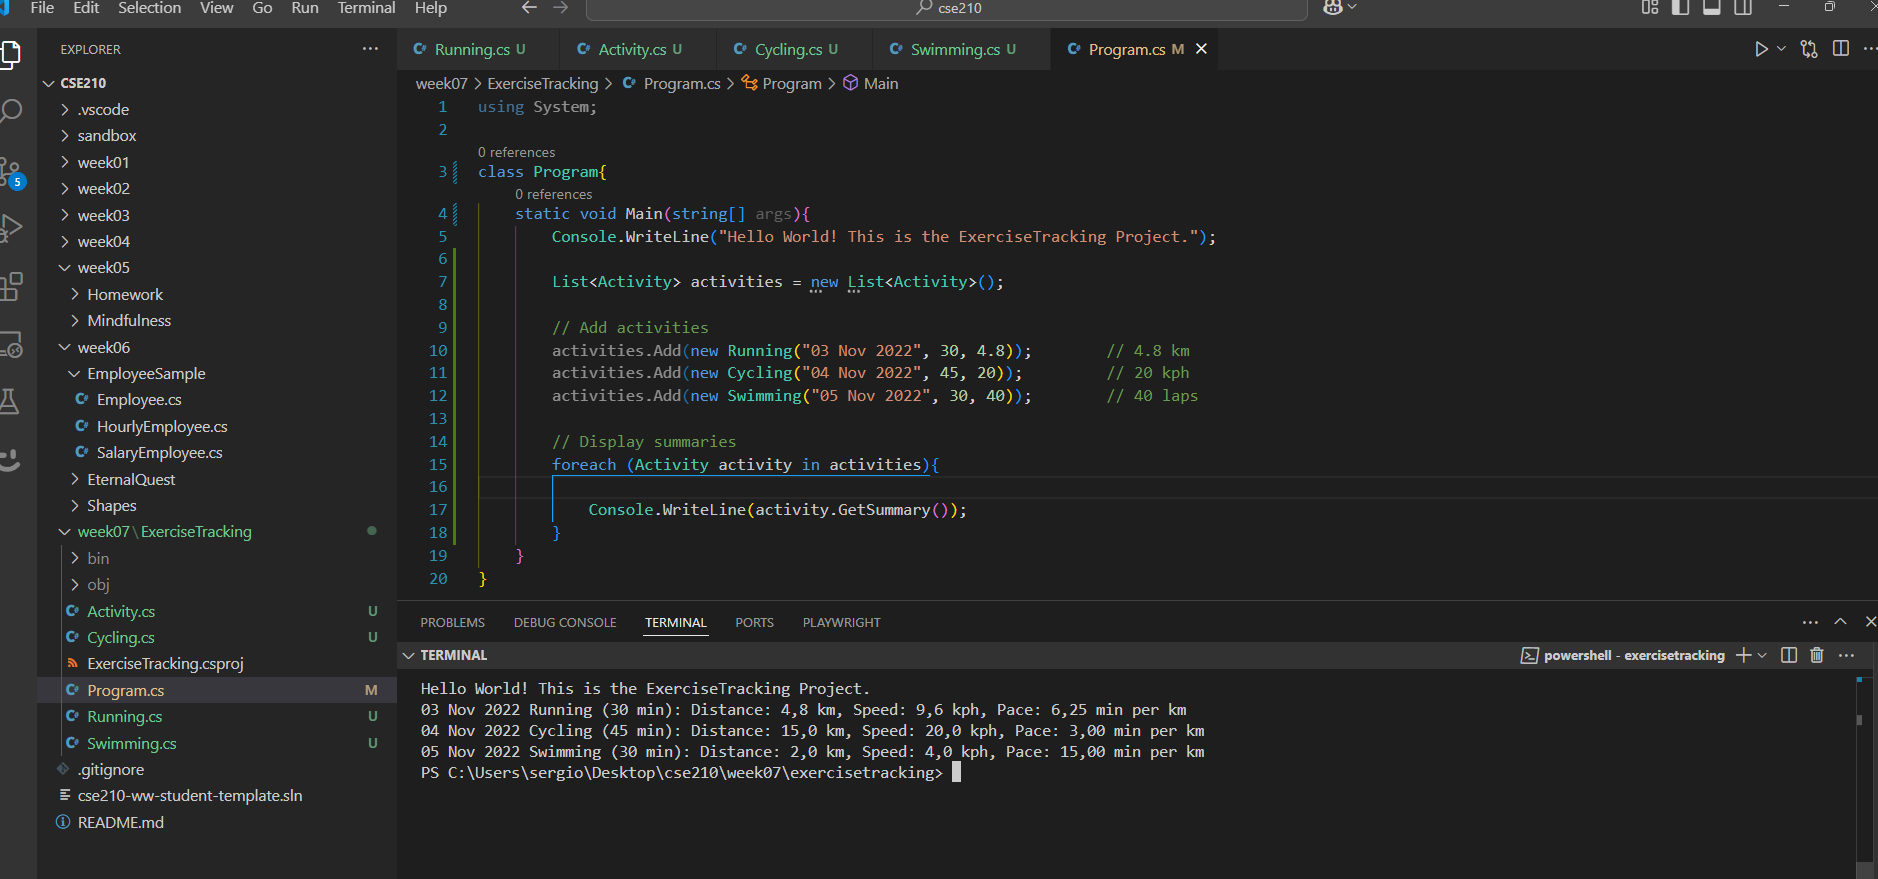 File Edit Selection View Go Run Terminal Help
cse210
EXPLORER
CSE210
.vscode
sandbox
week01
week02
week03
week04
week05
Homework
Mindfulness
week06
EmployeeSample
C# Employee.cs
C# HourlyEmployee.cs
C# SalaryEmployee.cs
EternalQuest
Shapes
week07\ExerciseTracking
bin
obj
C# Activity.cs U
C# Cycling.cs U
ExerciseTracking.csproj
C# Program.cs M
C# Running.cs U
C# Swimming.cs U
.gitignore
cse210-ww-student-template.sln
README.md
5
C# Running.cs U C# Activity.cs U C# Cycling.cs U C# Swimming.cs U C# Program.cs M
week07 > ExerciseTracking > C# Program.cs > Program > Main
1 using System;
2
0 references
3 class Program{
0 references
4 static void Main(string[] args){
5 Console.WriteLine("Hello World! This is the ExerciseTracking Project.");
6
7 List<Activity> activities = new List<Activity>();
8
9 // Add activities
10 activities.Add(new Running("03 Nov 2022", 30, 4.8)); // 4.8 km
11 activities.Add(new Cycling("04 Nov 2022", 45, 20)); // 20 kph
12 activities.Add(new Swimming("05 Nov 2022", 30, 40)); // 40 laps
13
14 // Display summaries
15 foreach (Activity activity in activities){
16
17 Console.WriteLine(activity.GetSummary());
18 }
19 }
20 }
PROBLEMS DEBUG CONSOLE TERMINAL PORTS PLAYWRIGHT
TERMINAL
powershell - exercisetracking
Hello World! This is the ExerciseTracking Project.
03 Nov 2022 Running (30 min): Distance: 4,8 km, Speed: 9,6 kph, Pace: 6,25 min per km
04 Nov 2022 Cycling (45 min): Distance: 15,0 km, Speed: 20,0 kph, Pace: 3,00 min per km
05 Nov 2022 Swimming (30 min): Distance: 2,0 km, Speed: 4,0 kph, Pace: 15,00 min per km
PS C:\Users\sergio\Desktop\cse210\week07\exercisetracking>